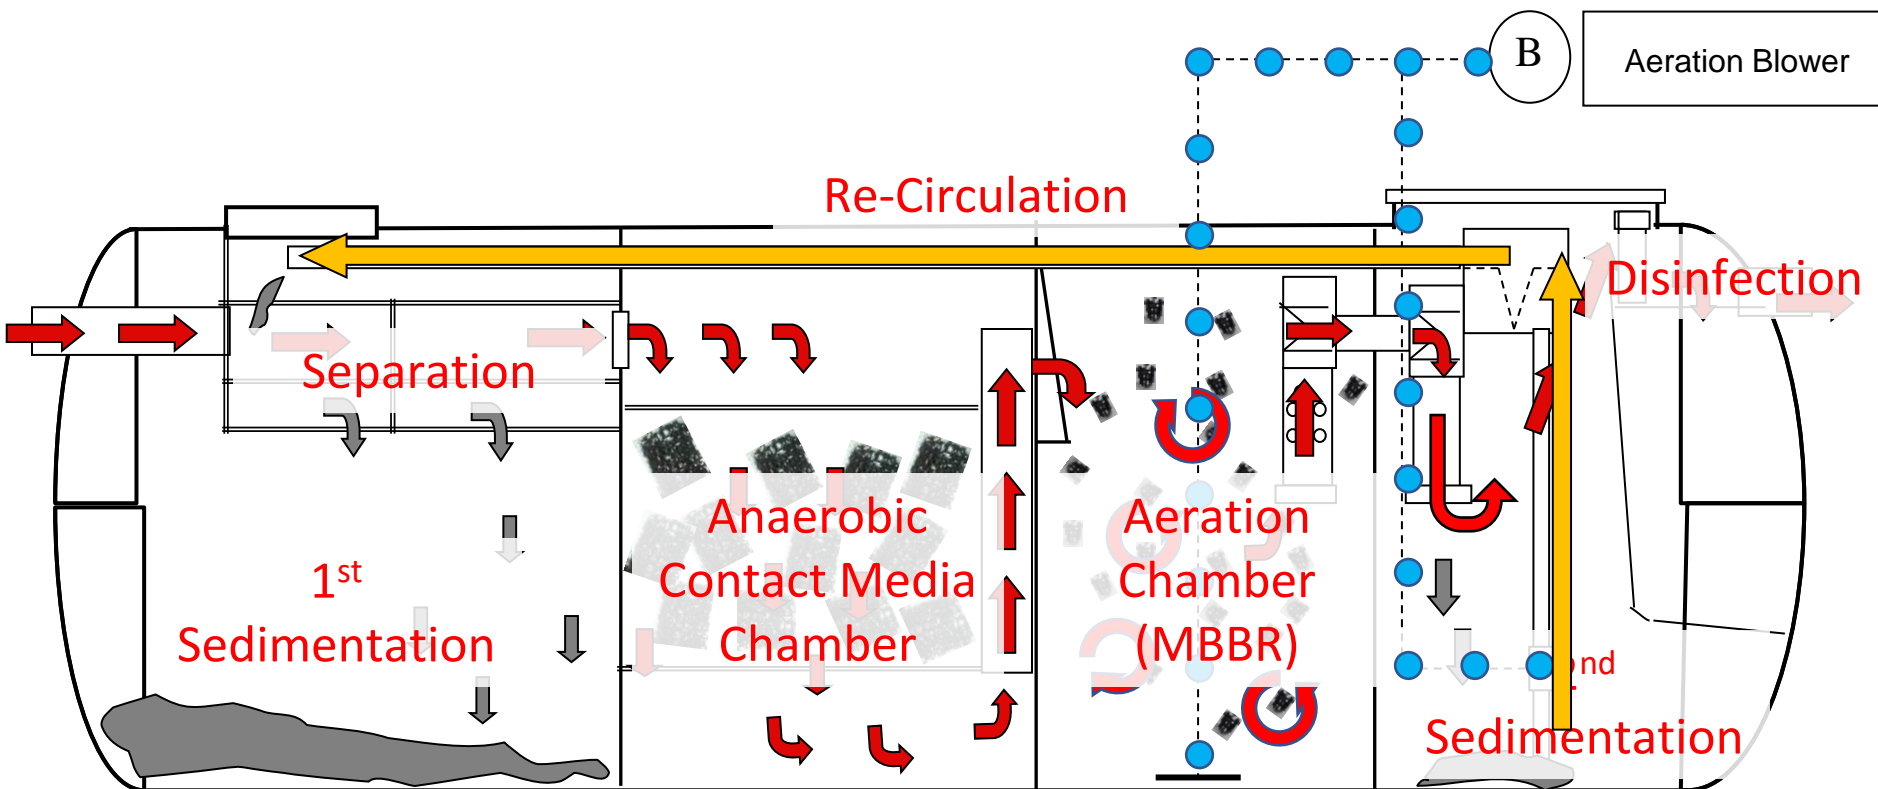 B
Aeration Blower
Re-Circulation
Disinfection
Separation
1st
Sedimentation
Anaerobic
Contact Media
Chamber
Aeration
Chamber
(MBBR)
2nd
Sedimentation